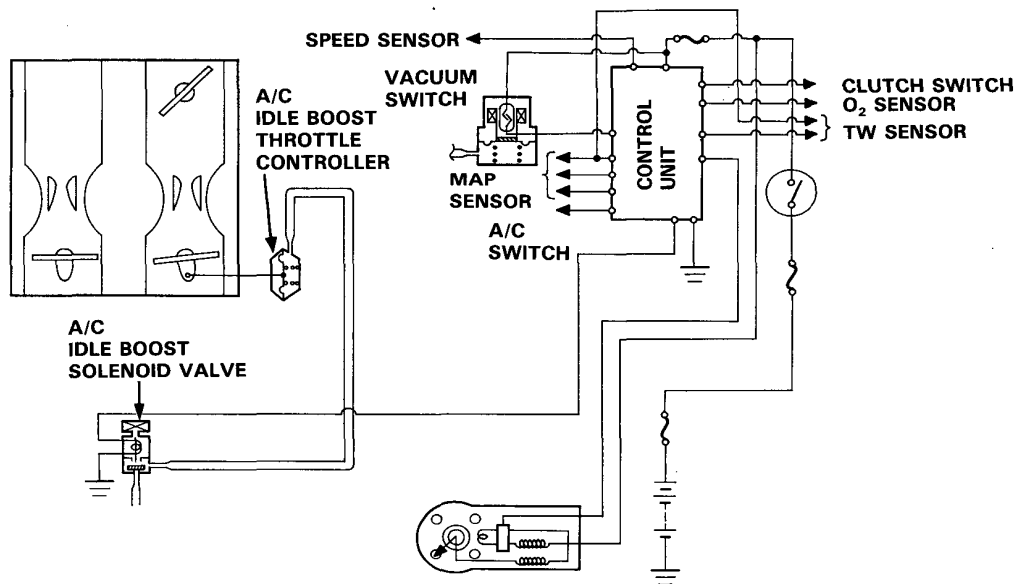 SPEED SENSOR
VACUUM
SWITCH
A/C
IDLE BOOST
THROTTLE
CONTROLLER
CLUTCH SWITCH
O₂ SENSOR
TW SENSOR
CONTROL
UNIT
MAP
SENSOR
A/C
SWITCH
A/C
IDLE BOOST
SOLENOID VALVE